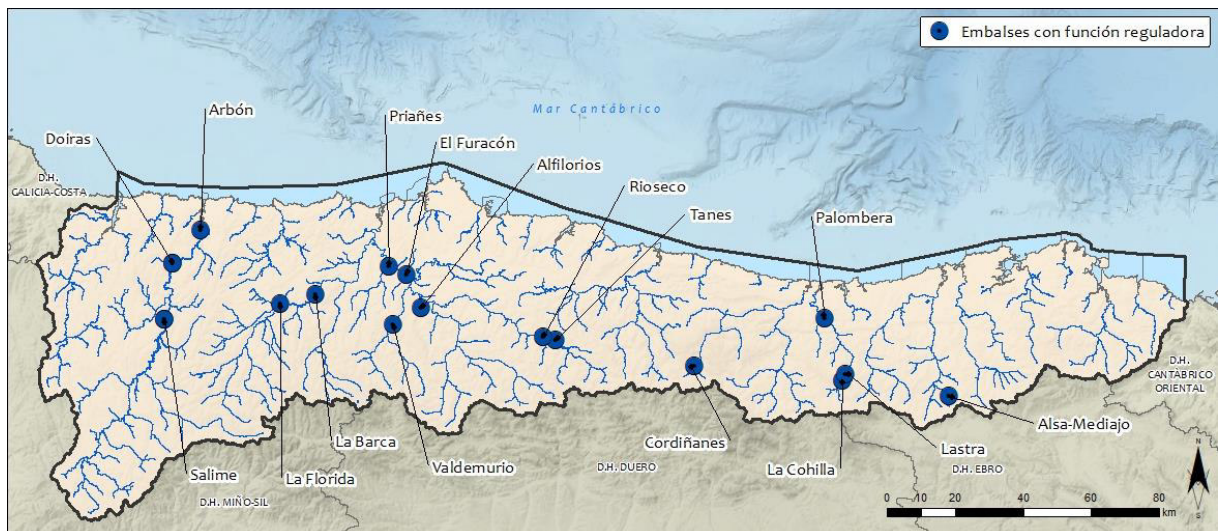 Embalses con función reguladora
Mar Cantábrico
Arbón
Priañes
El Furacón
Doiras
Alfilorios
Rioseco
Tanes
Palombera
D.H.
GALICIA-COSTA
D.H.
CANTÁBRICO
ORIENTAL
Alsa-Mediajo
La Barca
Cordiñanes
Lastra
Salime
La Florida
Valdemurio
La Cohilla
D.H. DUERO
D.H. EBRO
D.H. MIÑO-SIL
N
S
0 10 20 40 60 80
km